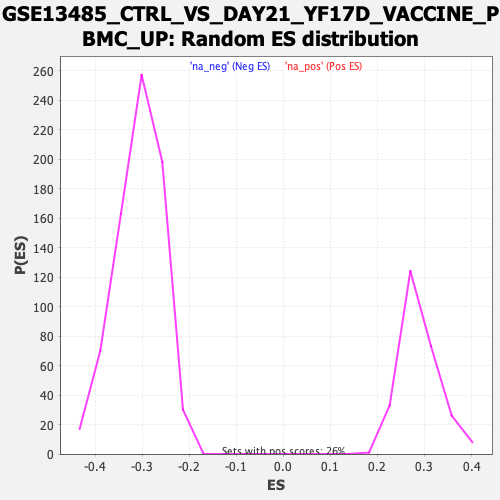 GSE13485_CTRL_VS_DAY21_YF17D_VACCINE_P
BMC_UP: Random ES distribution
'na_neg' (Neg ES) 'na_pos' (Pos ES)
260
240
220
200
180
160
140
120
100
80
60
40
20
0
P(ES)
Sets with pos scores: 26%
-0.4 -0.3 -0.2 -0.1 0.0 0.1 0.2 0.3 0.4
ES